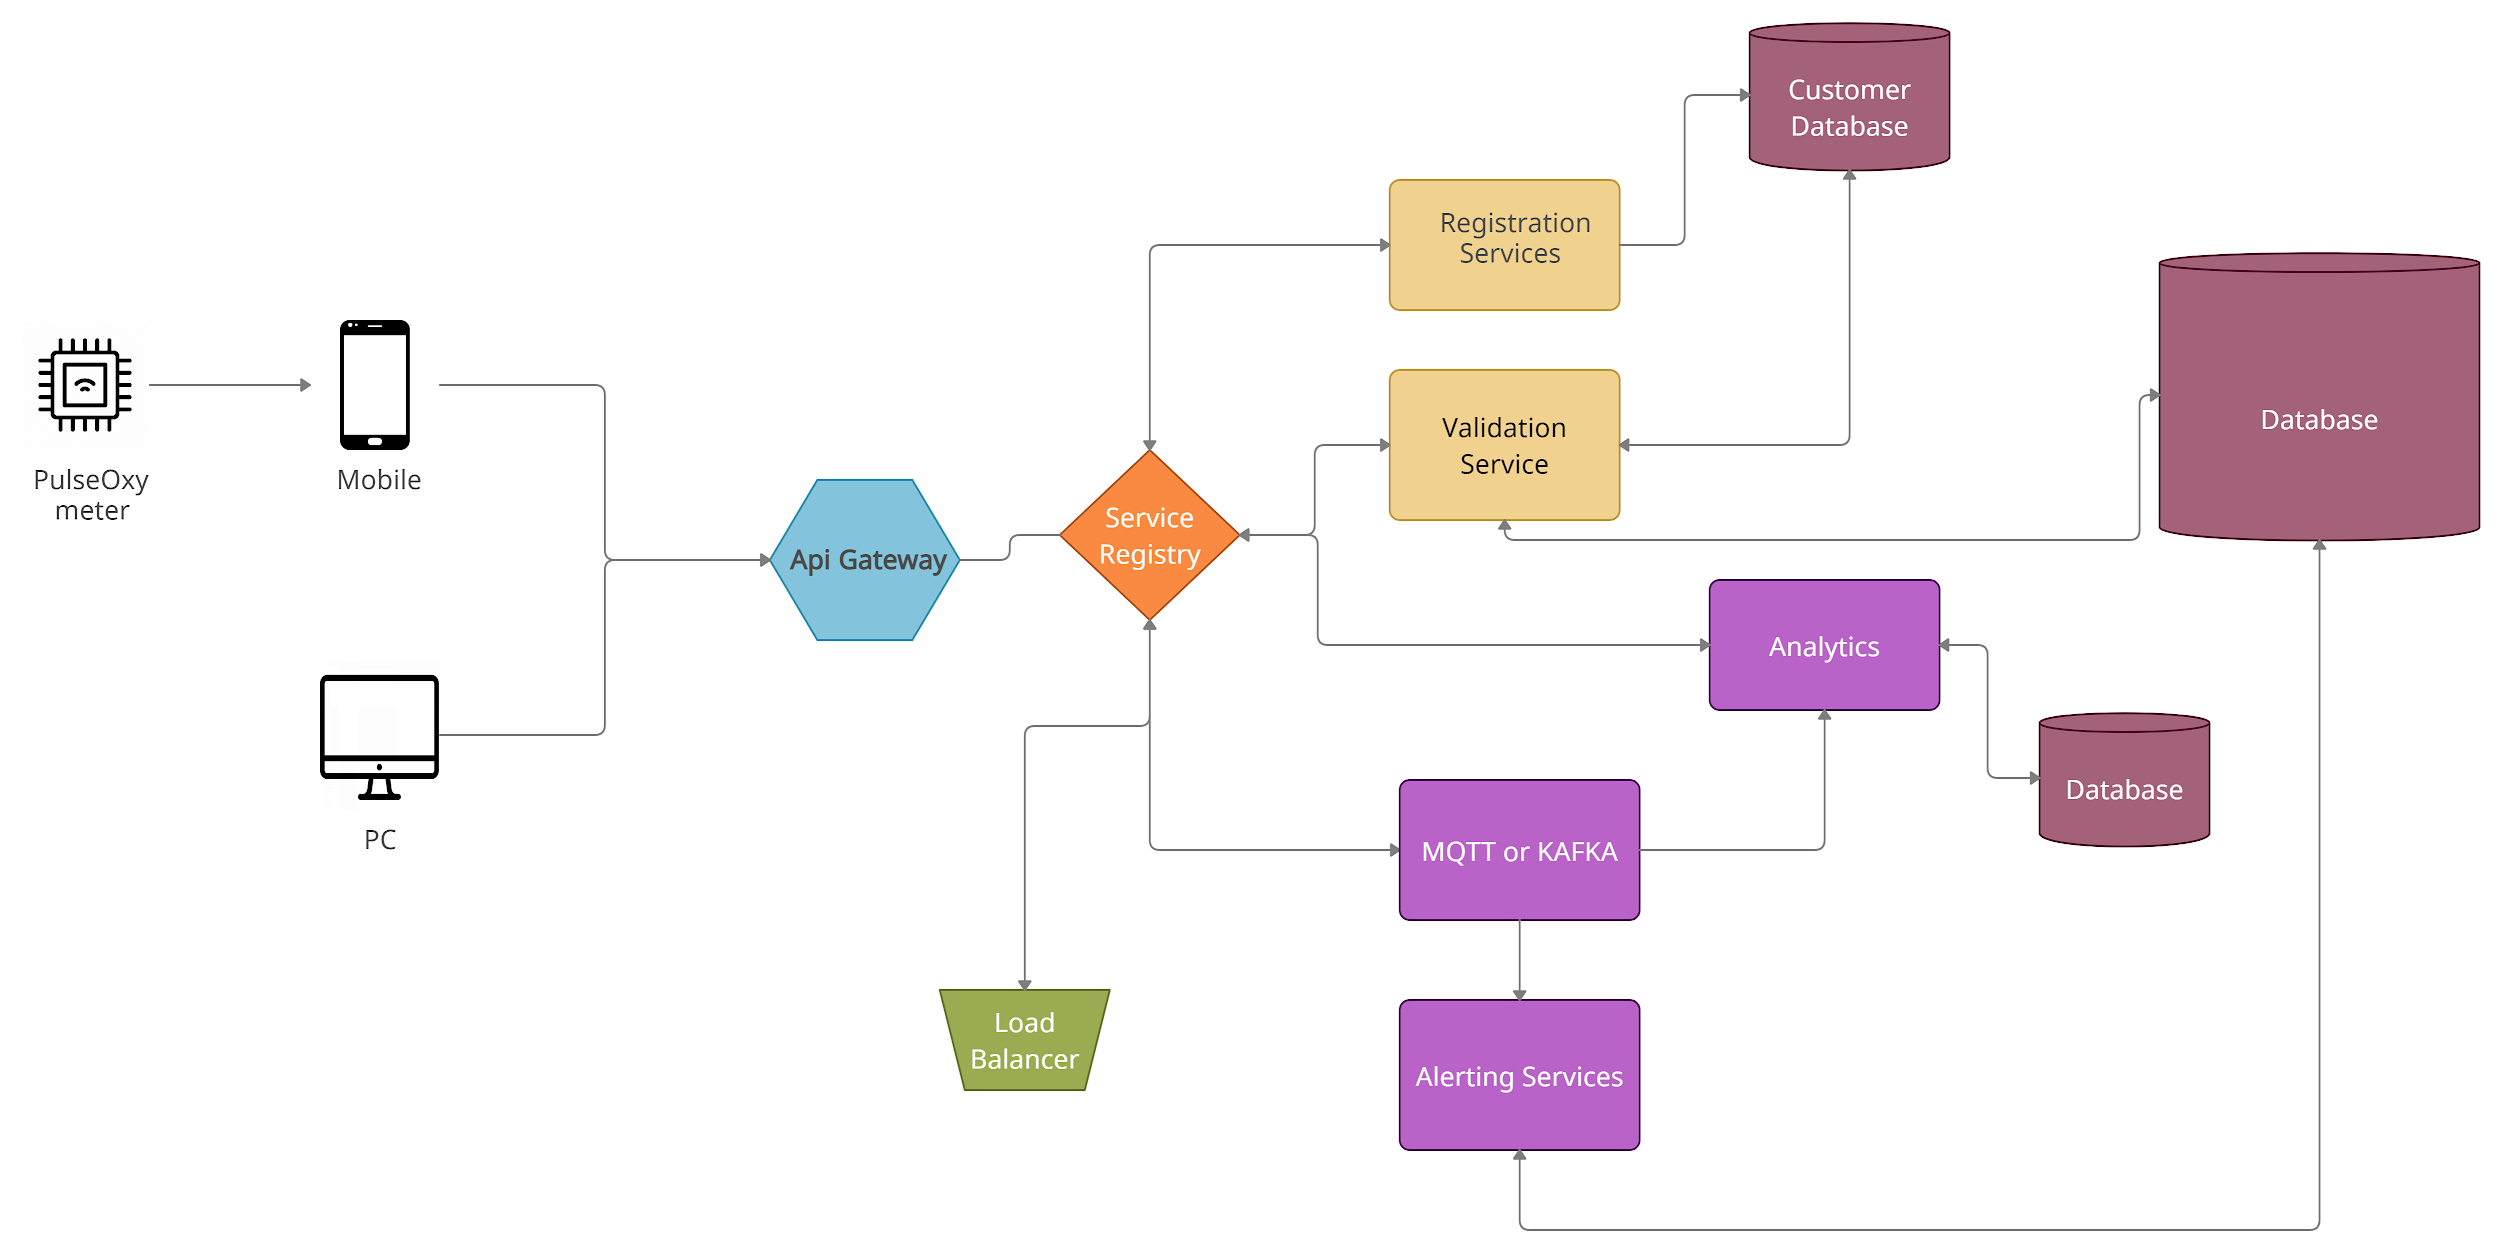 Customer
Database
Registration
Services
Database
Validation
Service
PulseOxy
meter
Mobile
Service
Registry
Api Gateway
Analytics
Database
PC
MQTT or KAFKA
Load
Balancer
Alerting Services